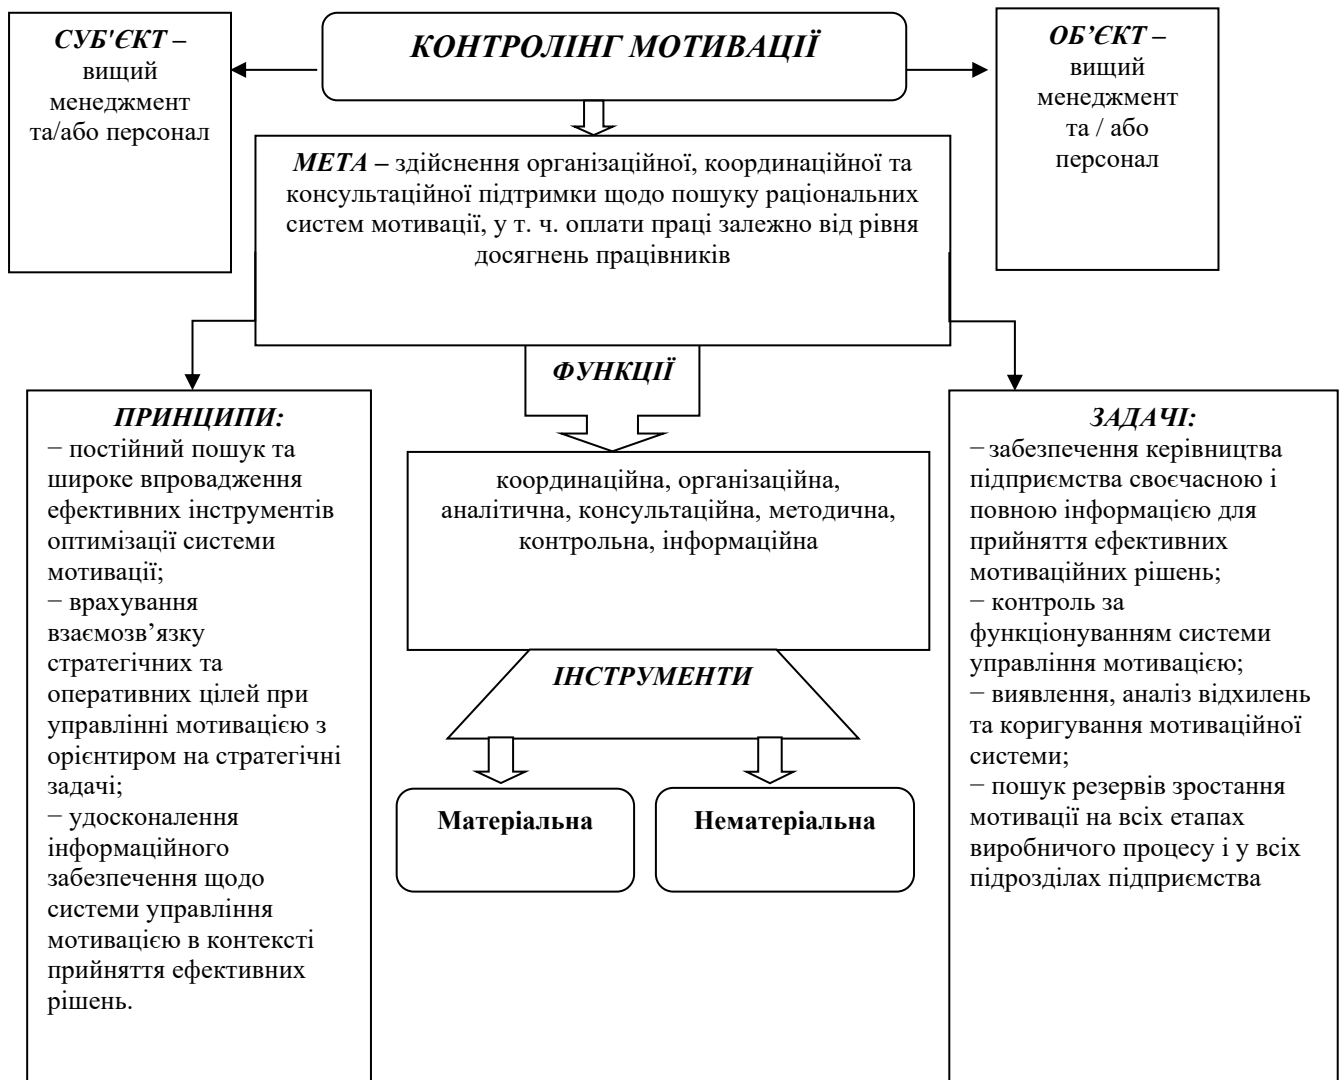 СУБ'ЄКТ –
вищий
менеджмент
та/або персонал
КОНТРОЛІНГ МОТИВАЦІЇ
ОБ’ЄКТ –
вищий
менеджмент
та / або
персонал
МЕТА – здійснення організаційної, координаційної та
консультаційної підтримки щодо пошуку раціональних
систем мотивації, у т. ч. оплати праці залежно від рівня
досягнень працівників
ФУНКЦІЇ
ПРИНЦИПИ:
− постійний пошук та
широке впровадження
ефективних інструментів
оптимізації системи
мотивації;
− врахування
взаємозв’язку
стратегічних та
оперативних цілей при
управлінні мотивацією з
орієнтиром на стратегічні
задачі;
− удосконалення
інформаційного
забезпечення щодо
системи управління
мотивацією в контексті
прийняття ефективних
рішень.
координаційна, організаційна,
аналітична, консультаційна, методична,
контрольна, інформаційна
ІНСТРУМЕНТИ
Матеріальна
Нематеріальна
ЗАДАЧІ:
− забезпечення керівництва
підприємства своєчасною і
повною інформацією для
прийняття ефективних
мотиваційних рішень;
− контроль за
функціонуванням системи
управління мотивацією;
− виявлення, аналіз відхилень
та коригування мотиваційної
системи;
− пошук резервів зростання
мотивації на всіх етапах
виробничого процесу і у всіх
підрозділах підприємства